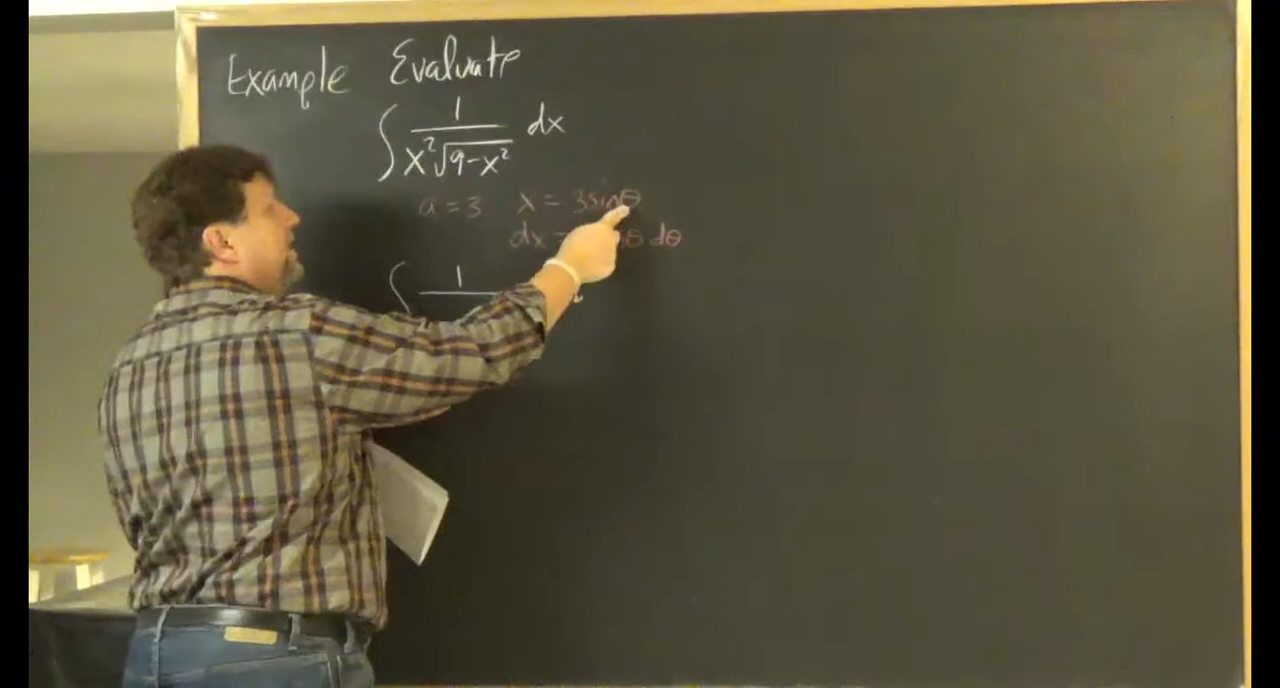 Example Evaluate
∫ 1/(x²√(9-x²)) dx
a = 3 x = 3sinθ
dx = θ dθ
∫ 1